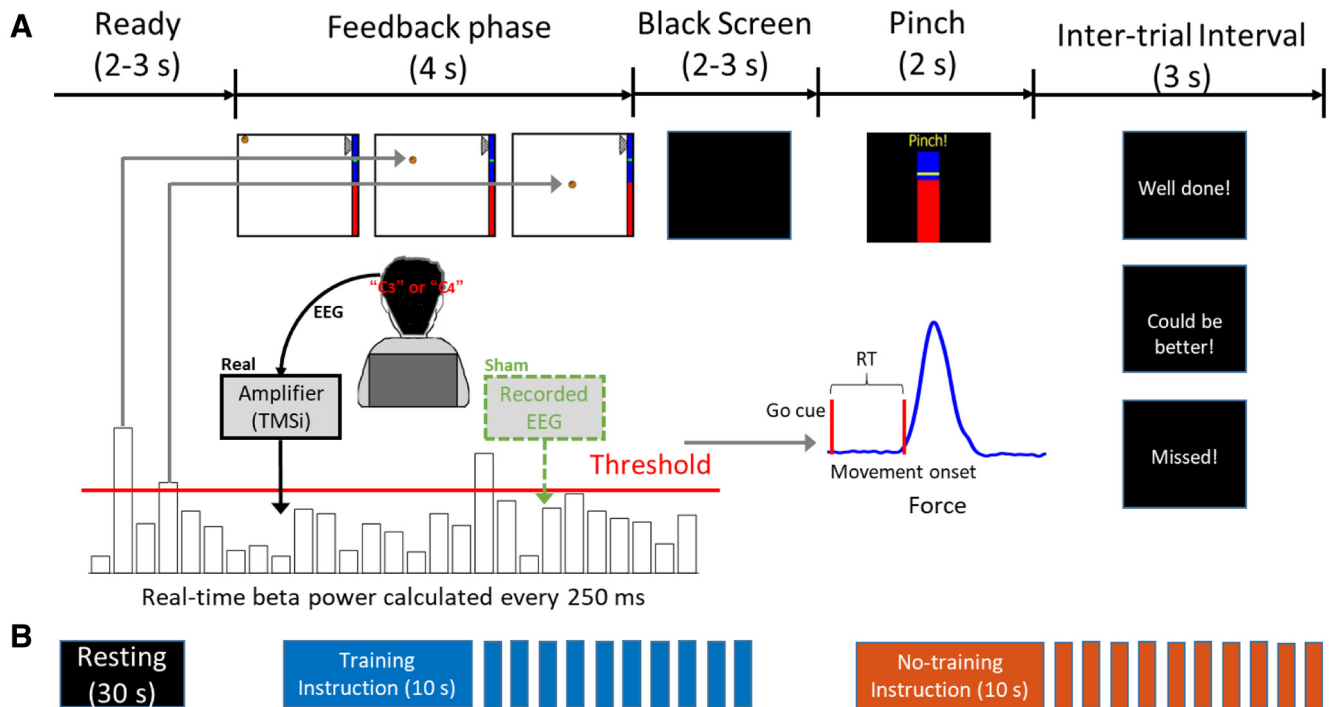 A
Ready
(2-3 s)
Feedback phase
(4 s)
Black Screen
(2-3 s)
Pinch
(2 s)
Inter-trial Interval
(3 s)
Pinch!
Well done!
"C3" or "C4"
EEG
Real
Amplifier
(TMSi)
Sham
Recorded
EEG
Threshold
RT
Go cue
Movement onset
Force
Could be
better!
Missed!
Real-time beta power calculated every 250 ms
B
Resting
(30 s)
Training
Instruction (10 s)
No-training
Instruction (10 s)